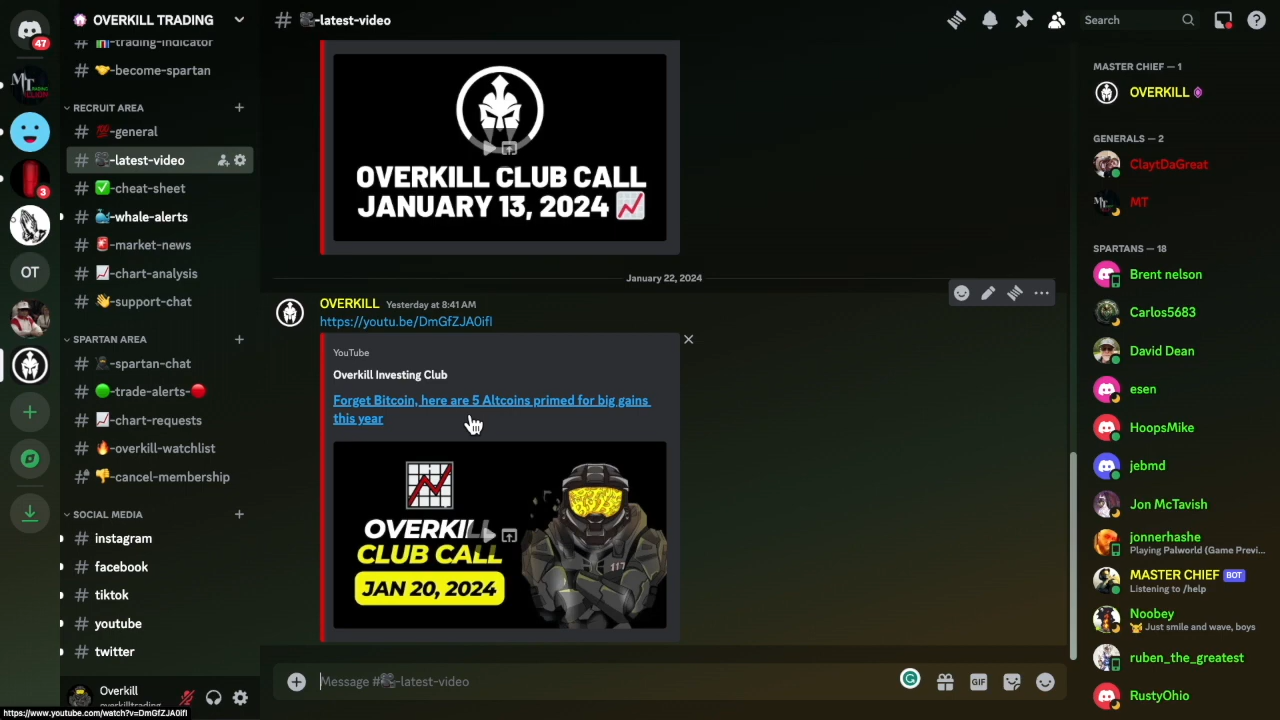 47
3
OT
OVERKILL TRADING
# -trading-indicator
# -become-spartan
RECRUIT AREA
# 💯-general
# -latest-video
# ✅-cheat-sheet
# 🐳-whale-alerts
# 🚨-market-news
# 📈-chart-analysis
# 👋-support-chat
SPARTAN AREA
# -spartan-chat
# 🟢-trade-alerts-🔴
# 📈-chart-requests
# 🔥-overkill-watchlist
# 👎-cancel-membership
SOCIAL MEDIA
# instagram
# facebook
# tiktok
# youtube
# twitter
Overkill
overkilltrading
https://www.youtube.com/watch?v=DmGfZJA0ifI
# -latest-video
Search
OVERKILL CLUB CALL
JANUARY 13, 2024 📈
January 22, 2024
OVERKILL Yesterday at 8:41 AM
https://youtu.be/DmGfZJA0ifI
YouTube
Overkill Investing Club
Forget Bitcoin, here are 5 Altcoins primed for big gains
this year
OVERKILL
CLUB CALL
JAN 20, 2024
117
Message # -latest-video
GIF
MASTER CHIEF — 1
OVERKILL
GENERALS — 2
ClaytDaGreat
MT
SPARTANS — 18
Brent nelson
Carlos5683
David Dean
esen
HoopsMike
jebmd
Jon McTavish
jonnerhashe
Playing Palworld (Game Previ...
MASTER CHIEF BOT
Listening to /help
Noobey
Just smile and wave, boys
ruben_the_greatest
RustyOhio